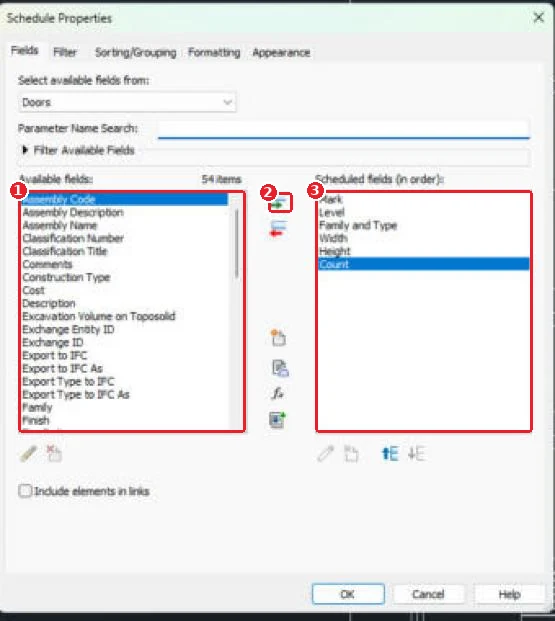 Schedule Properties
Fields Filter Sorting/Grouping Formatting Appearance
Select available fields from:
Doors
Parameter Name Search:
Filter Available Fields
Available fields: 54 items
Scheduled fields (in order):
1
2
3
Assembly Code
Assembly Description
Assembly Name
Classification Number
Classification Title
Comments
Construction Type
Cost
Description
Excavation Volume on Toposolid
Exchange Entity ID
Exchange ID
Export to IFC
Export to IFC As
Export Type to IFC
Export Type to IFC As
Family
Finish
Mark
Level
Family and Type
Width
Height
Count
fx
Include elements in links
OK Cancel Help